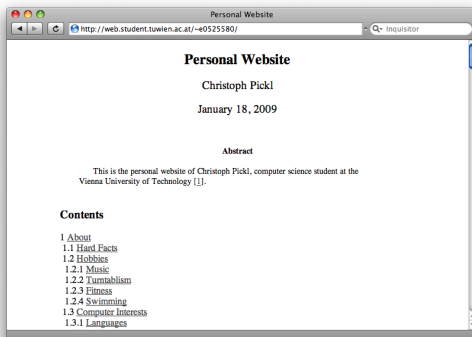 Personal Website
http://web.student.tuwien.ac.at/~e0525580/
Inquisitor
Personal Website
Christoph Pickl
January 18, 2009
Abstract
This is the personal website of Christoph Pickl, computer science student at the
Vienna University of Technology [1].
Contents
1 About
1.1 Hard Facts
1.2 Hobbies
1.2.1 Music
1.2.2 Turntablism
1.2.3 Fitness
1.2.4 Swimming
1.3 Computer Interests
1.3.1 Languages